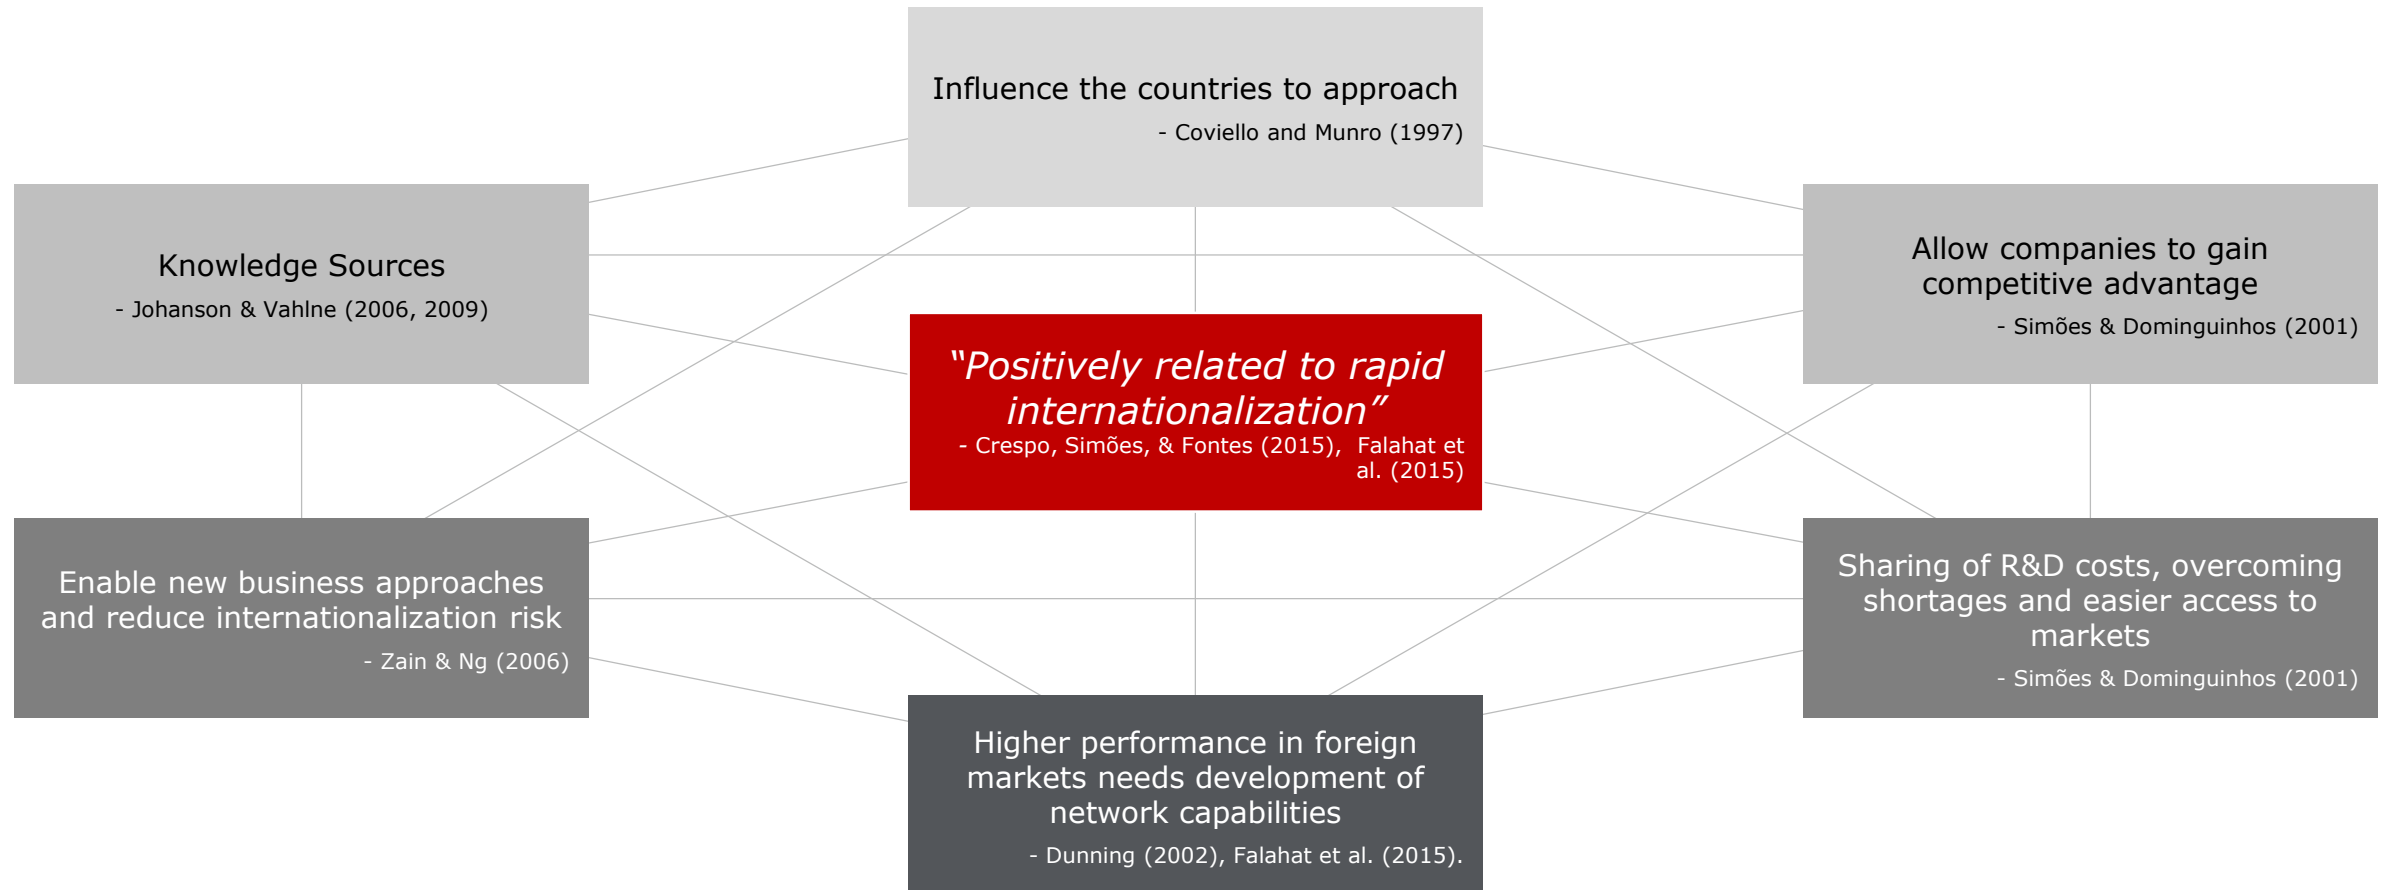 Influence the countries to approach
- Coviello and Munro (1997)
Knowledge Sources
- Johanson & Vahlne (2006, 2009)
Allow companies to gain
competitive advantage
- Simões & Dominguinhos (2001)
“Positively related to rapid
internationalization”
- Crespo, Simões, & Fontes (2015),  Falahat et
al. (2015)
Enable new business approaches
and reduce internationalization risk
- Zain & Ng (2006)
Sharing of R&D costs, overcoming
shortages and easier access to
markets
- Simões & Dominguinhos (2001)
Higher performance in foreign
markets needs development of
network capabilities
- Dunning (2002), Falahat et al. (2015).